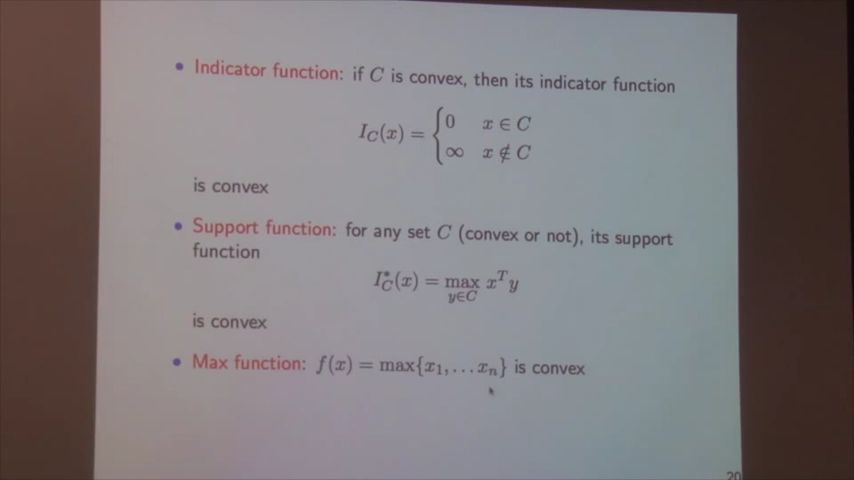 • Indicator function: if C is convex, then its indicator function
I_C(x) = { 0 x ∈ C
∞ x ∉ C
is convex
• Support function: for any set C (convex or not), its support
function
I*_C(x) = max x^T y
y∈C
is convex
• Max function: f(x) = max{x_1, … x_n} is convex
20